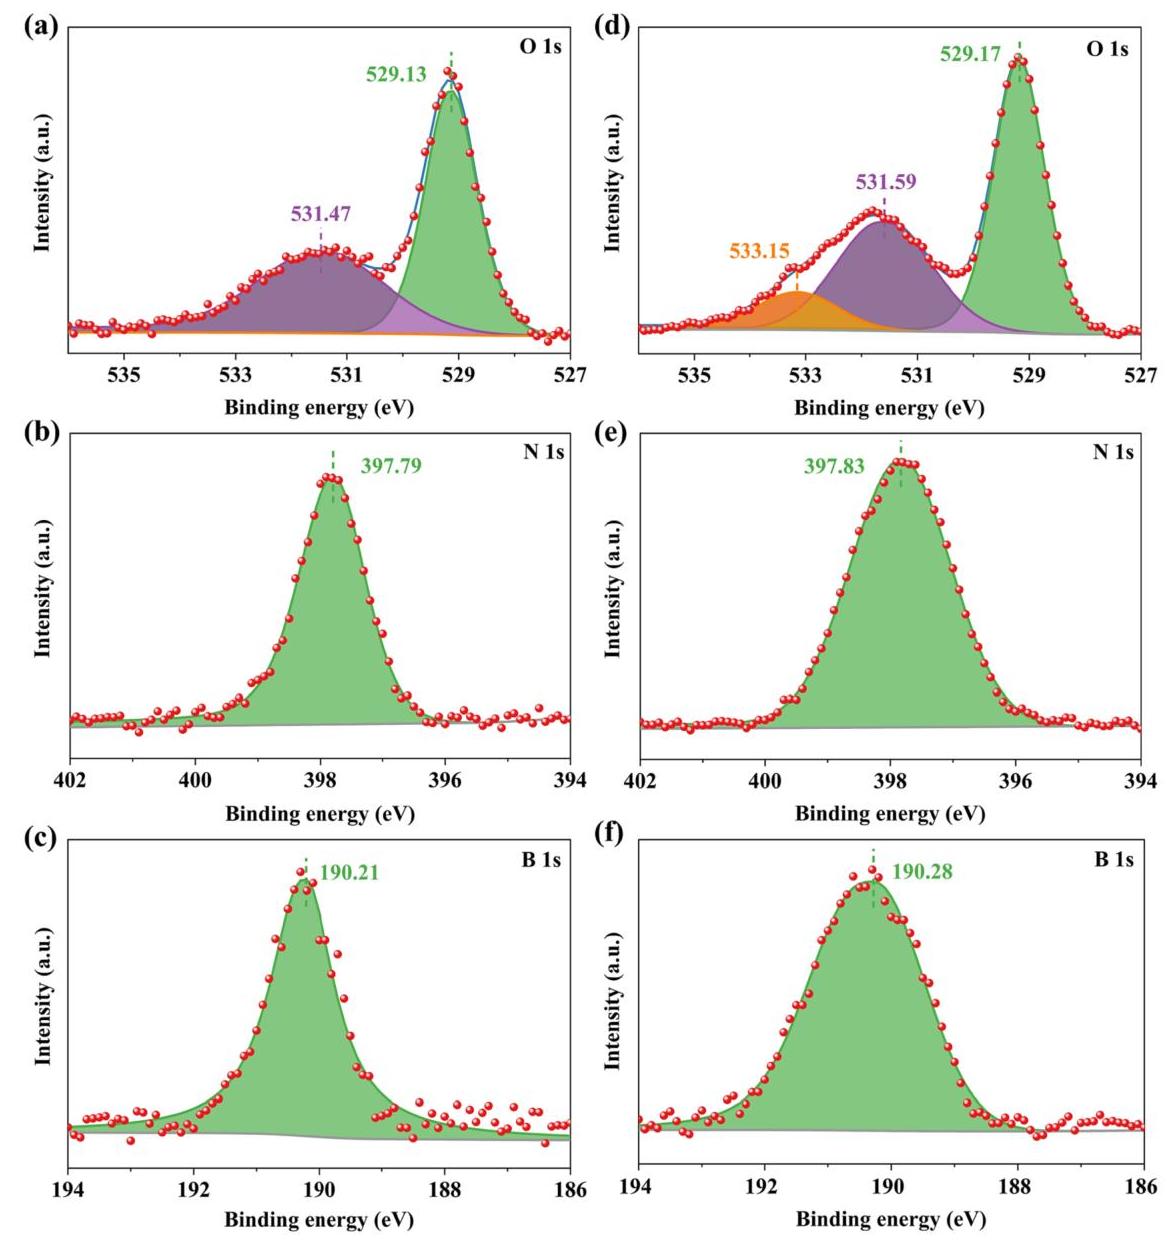 (a)
O 1s
529.13
531.47
Intensity (a.u.)
535 533 531 529 527
Binding energy (eV)
(d)
O 1s
529.17
531.59
533.15
Intensity (a.u.)
535 533 531 529 527
Binding energy (eV)
(b)
N 1s
397.79
Intensity (a.u.)
402 400 398 396 394
Binding energy (eV)
(e)
N 1s
397.83
Intensity (a.u.)
402 400 398 396 394
Binding energy (eV)
(c)
B 1s
190.21
Intensity (a.u.)
194 192 190 188 186
Binding energy (eV)
(f)
B 1s
190.28
Intensity (a.u.)
194 192 190 188 186
Binding energy (eV)